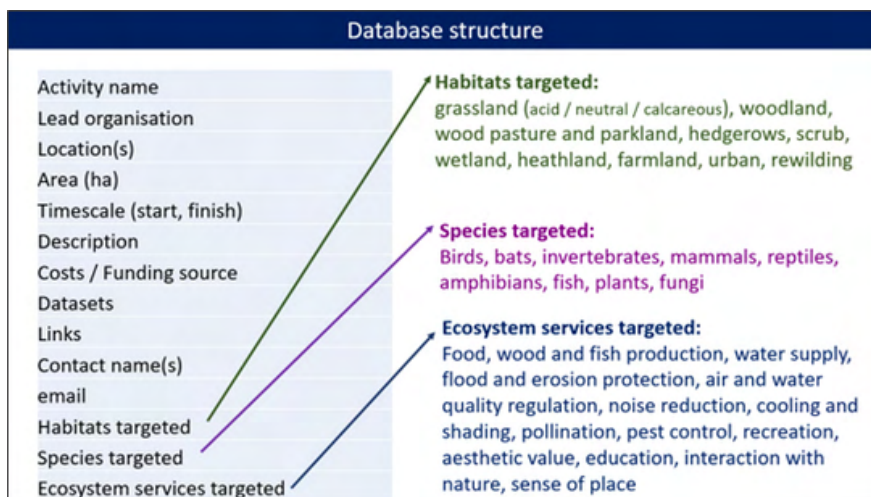 Database structure
Activity name
Lead organisation
Location(s)
Area (ha)
Timescale (start, finish)
Description
Costs / Funding source
Datasets
Links
Contact name(s)
email
Habitats targeted
Species targeted
Ecosystem services targeted
Habitats targeted:
grassland (acid / neutral / calcareous), woodland,
wood pasture and parkland, hedgerows, scrub,
wetland, heathland, farmland, urban, rewilding
Species targeted:
Birds, bats, invertebrates, mammals, reptiles,
amphibians, fish, plants, fungi
Ecosystem services targeted:
Food, wood and fish production, water supply,
flood and erosion protection, air and water
quality regulation, noise reduction, cooling and
shading, pollination, pest control, recreation,
aesthetic value, education, interaction with
nature, sense of place